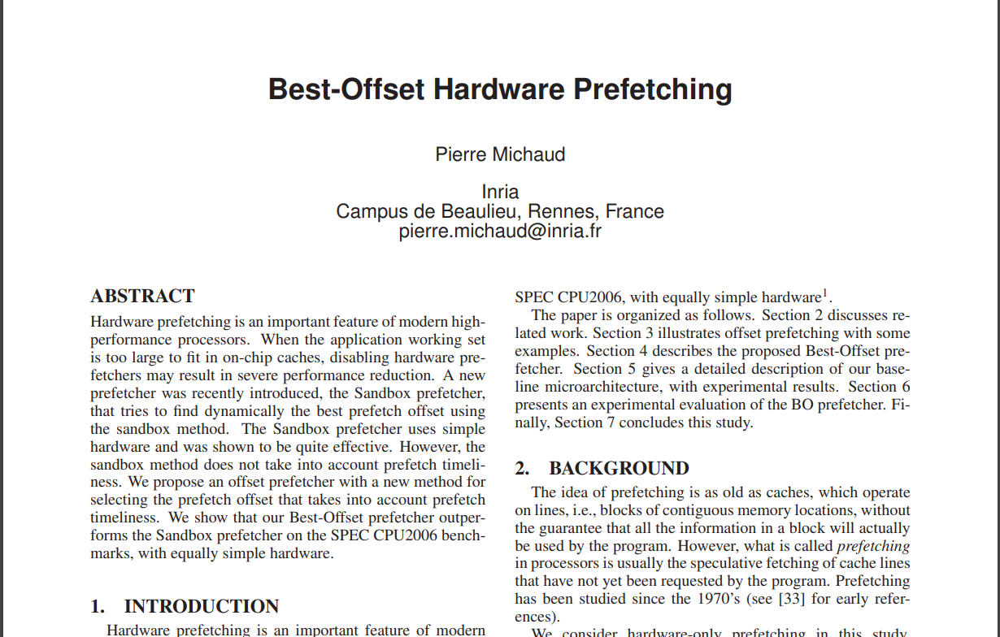 Best-Offset Hardware Prefetching
Pierre Michaud
Inria
Campus de Beaulieu, Rennes, France
pierre.michaud@inria.fr
ABSTRACT
Hardware prefetching is an important feature of modern high-
performance processors. When the application working set
is too large to fit in on-chip caches, disabling hardware pre-
fetchers may result in severe performance reduction. A new
prefetcher was recently introduced, the Sandbox prefetcher,
that tries to find dynamically the best prefetch offset using
the sandbox method. The Sandbox prefetcher uses simple
hardware and was shown to be quite effective. However, the
sandbox method does not take into account prefetch timeli-
ness. We propose an offset prefetcher with a new method for
selecting the prefetch offset that takes into account prefetch
timeliness. We show that our Best-Offset prefetcher outper-
forms the Sandbox prefetcher on the SPEC CPU2006 bench-
marks, with equally simple hardware.
1. INTRODUCTION
Hardware prefetching is an important feature of modern
SPEC CPU2006, with equally simple hardware1.
The paper is organized as follows. Section 2 discusses re-
lated work. Section 3 illustrates offset prefetching with some
examples. Section 4 describes the proposed Best-Offset pre-
fetcher. Section 5 gives a detailed description of our base-
line microarchitecture, with experimental results. Section 6
presents an experimental evaluation of the BO prefetcher. Fi-
nally, Section 7 concludes this study.
2. BACKGROUND
The idea of prefetching is as old as caches, which operate
on lines, i.e., blocks of contiguous memory locations, without
the guarantee that all the information in a block will actually
be used by the program. However, what is called prefetching
in processors is usually the speculative fetching of cache lines
that have not yet been requested by the program. Prefetching
has been studied since the 1970's (see [33] for early refer-
ences).
We consider hardware-only prefetching in this study.